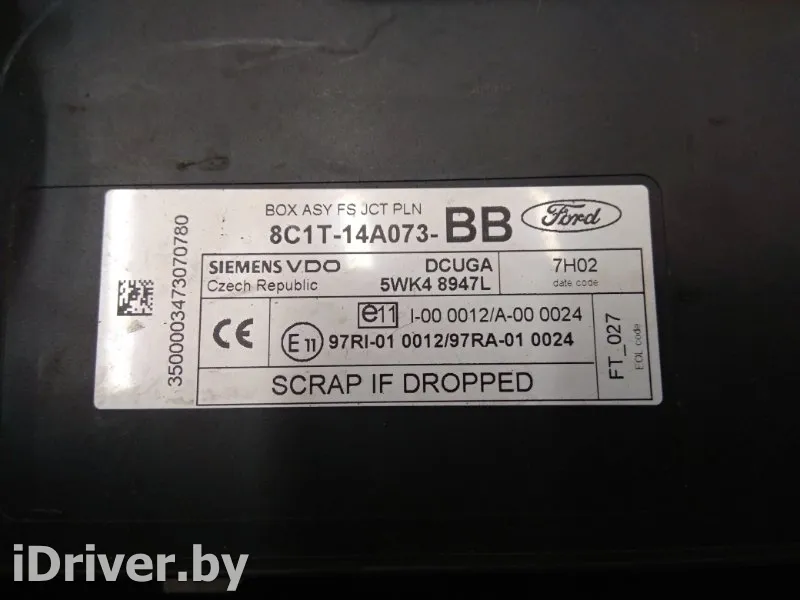 BOX ASY FS JCT PLN
8C1T-14A073-BB
Ford
SIEMENS VDO DCUGA 7H02
Czech Republic 5WK4 8947L date code
e11 I-00 0012/A-00 0024
CE E11 97RI-01 0012/97RA-01 0024
SCRAP IF DROPPED
FT_027
EOL code
3500003473070780
iDriver.by